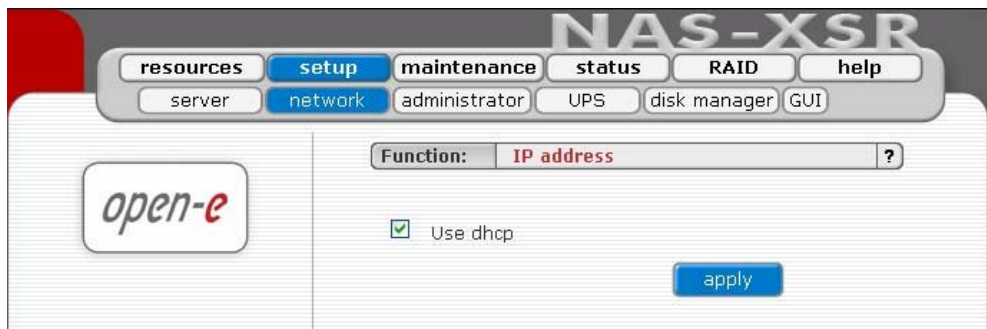 NAS-XSR
resources setup maintenance status RAID help
server network administrator UPS disk manager GUI
Function: IP address ?
open-e
Use dhcp
apply